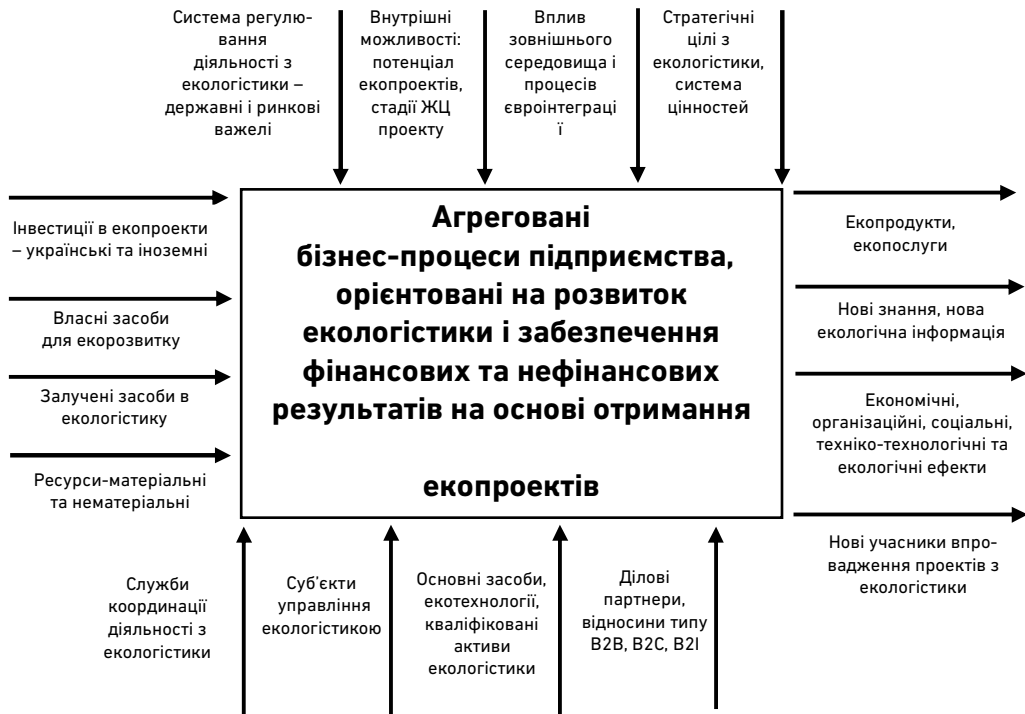 Система регулю-
вання
діяльності з
екологістики –
державні і ринкові
важелі
Внутрішні
можливості:
потенціал
екопроектів,
стадії ЖЦ
проекту
Вплив
зовнішнього
середовища і
процесів
євроінтеграці
ї
Стратегічні
цілі з
екологістики,
система
цінностей
Інвестиції в екопроекти
– українські та іноземні
Власні засоби
для екорозвитку
Залучені засоби в
екологістику
Ресурси-матеріальні
та нематеріальні
Агреговані
бізнес-процеси підприємства,
орієнтовані на розвиток
екологістики і забезпечення
фінансових та нефінансових
результатів на основі отримання
екопроектів
Екопродукти,
екопослуги
Нові знання, нова
екологічна інформація
Економічні,
організаційні, соціальні,
техніко-технологічні та
екологічні ефекти
Нові учасники впро-
вадження проектів з
екологістики
Служби
координації
діяльності з
екологістики
Суб’єкти
управління
екологістикою
Основні засоби,
екотехнології,
кваліфіковані
активи
екологістики
Ділові
партнери,
відносини типу
B2B, B2C, B2I